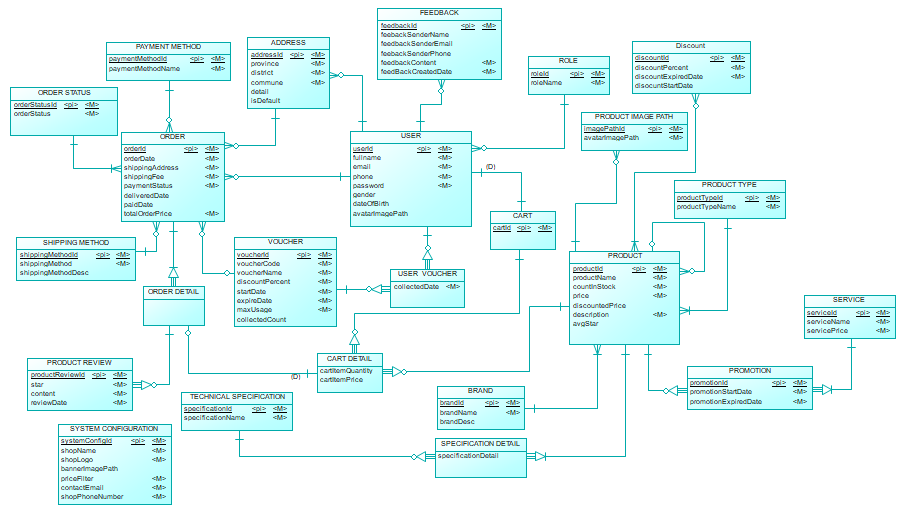 FEEDBACK
feedbackId <pi> <M>
feebackSenderName <M>
feedbackSenderEmail <M>
feebackSenderPhone
feedbackContent <M>
feedBackCreatedDate <M>
PAYMENT METHOD
paymentMethodId <pi> <M>
paymentMethodName <M>
ADDRESS
addressId <pi> <M>
province <M>
district <M>
commune <M>
detail
isDefault
ROLE
roleId <pi> <M>
roleName <M>
Discount
discountId <pi> <M>
discountPercent <M>
discountExpiredDate <M>
disocuntStartDate
ORDER STATUS
orderStatusId <pi> <M>
orderStatus <M>
ORDER
orderId <pi> <M>
orderDate <M>
shippingAddress <M>
shippingFee <M>
paymentStatus <M>
deliveredDate
paidDate
totalOrderPrice <M>
USER
userId <pi> <M>
fullname <M>
email <M>
phone <M>
password <M>
gender
dateOfBirth
avatarImagePath
PRODUCT IMAGE PATH
imagePathId <pi> <M>
avatarImagePath <M>
(D)
PRODUCT TYPE
productTypeId <pi> <M>
productTypeName <M>
CART
cartId <pi> <M>
SHIPPING METHOD
shippingMethodId <pi> <M>
shippingMethod <M>
shippingMethodDesc
VOUCHER
voucherId <pi> <M>
voucherCode <M>
voucherName <M>
discountPercent <M>
startDate <M>
expireDate <M>
maxUsage <M>
collectedCount
USER VOUCHER
collectedDate <M>
PRODUCT
productId <pi> <M>
productName <M>
countInStock <M>
price <M>
discountedPrice
description <M>
avgStar
ORDER DETAIL
SERVICE
serviceId <pi> <M>
serviceName <M>
servicePrice <M>
PRODUCT REVIEW
productReviewId <pi> <M>
star <M>
content <M>
reviewDate <M>
CART DETAIL
cartItemQuantity <M>
cartItemPrice <M>
(D)
PROMOTION
promotionId <pi> <M>
promotionStartDate <M>
promotionExpiredDate <M>
TECHNICAL SPECIFICATION
specificationId <pi> <M>
specificationName <M>
BRAND
brandId <pi> <M>
brandName <M>
brandDesc
SYSTEM CONFIGURATION
systemConfigId <pi> <M>
shopName <M>
shopLogo <M>
bannerImagePath
priceFilter <M>
contactEmail <M>
shopPhoneNumber <M>
SPECIFICATION DETAIL
specificationDetail